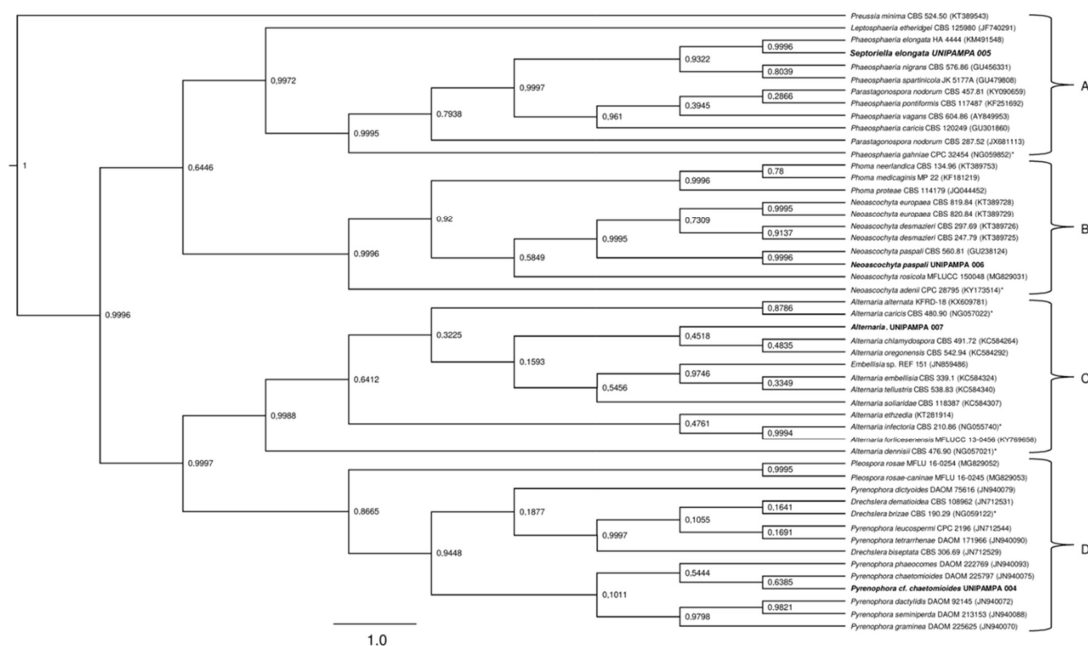 Preussia minima CBS 524.50 (KT389543)
Leptosphaeria etheridgei CBS 125980 (JF740291)
Phaeosphaeria elongata HA 4444 (KM491548)
0.9996
Septoriella elongata UNIPAMPA 005
0.9322
Phaeosphaeria nigrans CBS 576.86 (GU456331)
0.8039
Phaeosphaeria spartinicola JK 5177A (GU479808)
A
0.9972
0.9997
Parastagonospora nodorum CBS 457.81 (KY090659)
0.2866
Phaeosphaeria pontiformis CBS 117487 (KF251692)
0.3945
0.7938
0.961
Phaeosphaeria vagans CBS 604.86 (AY849953)
Phaeosphaeria caricis CBS 120249 (GU301860)
0.9995
Parastagonospora nodorum CBS 287.52 (JX681113)
Phaeosphaeria gahniae CPC 32454 (NG059852)*
1
0.6446
Phoma neerlandica CBS 134.96 (KT389753)
0.78
Phoma medicaginis MP 22 (KF181219)
0.9996
Phoma proteae CBS 114179 (JQ044452)
Neoascochyta europaea CBS 819.84 (KT389728)
0.9995
Neoascochyta europaea CBS 820.84 (KT389729)
0.92
0.7309
Neoascochyta desmazieri CBS 297.69 (KT389726)
B
0.9137
Neoascochyta desmazieri CBS 247.79 (KT389725)
0.9995
0.9996
Neoascochyta paspali CBS 560.81 (GU238124)
0.5849
0.9996
Neoascochyta paspali UNIPAMPA 006
Neoascochyta rosicola MFLUCC 150048 (MG829031)
Neoascochyta adenii CPC 28795 (KY173514)*
Alternaria alternata KFRD-18 (KX609781)
0.8786
Alternaria caricis CBS 480.90 (NG057022)*
0.9996
Alternaria. UNIPAMPA 007
0.3225
0.4518
Alternaria chlamydospora CBS 491.72 (KC584264)
0.4835
Alternaria oregonensis CBS 542.94 (KC584292)
0.1593
Embellisia sp. REF 151 (JN859486)
0.9746
Alternaria embellisia CBS 339.1 (KC584324)
C
0.6412
0.3349
0.5456
Alternaria tellustris CBS 538.83 (KC584340)
Alternaria soliaridae CBS 118387 (KC584307)
0.9988
Alternaria ethzedia (KT281914)
0.4761
Alternaria infectoria CBS 210.86 (NG055740)*
0.9994
Alternaria forlicesenensis MFLUCC 13-0456 (KY769658)
Alternaria dennisii CBS 476.90 (NG057021)*
0.9997
Pleospora rosae MFLU 16-0254 (MG829052)
0.9995
Pleospora rosae-caninae MFLU 16-0245 (MG829053)
Pyrenophora dictyoides DAOM 75616 (JN940079)
Drechslera dematioidea CBS 108962 (JN712531)
0.8665
0.1877
0.1641
Drechslera brizae CBS 190.29 (NG059122)*
0.1055
Pyrenophora leucospermi CPC 2196 (JN712544)
0.1691
0.9997
Pyrenophora tetrarrhenae DAOM 171966 (JN940090)
D
Drechslera biseptata CBS 306.69 (JN712529)
0.9448
Pyrenophora phaeocomes DAOM 222769 (JN940093)
0.5444
Pyrenophora chaetomioides DAOM 225797 (JN940075)
0.6385
Pyrenophora cf. chaetomioides UNIPAMPA 004
0.1011
Pyrenophora dactylidis DAOM 92145 (JN940072)
0.9821
Pyrenophora seminiperda DAOM 213153 (JN940088)
0.9798
Pyrenophora graminea DAOM 225625 (JN940070)
1.0